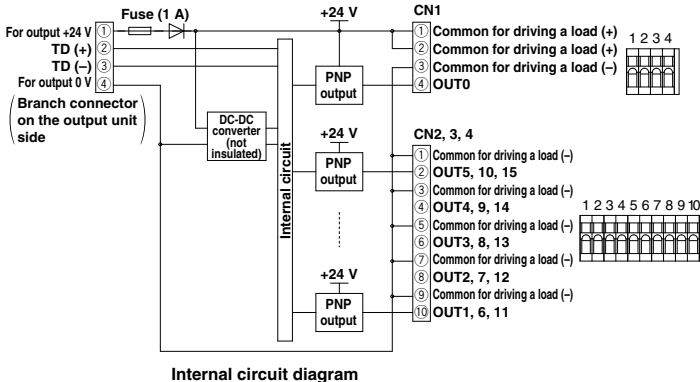 Fuse (1 A)
+24 V
CN1
For output +24 V ①
TD (+) ②
TD (–) ③
For output 0 V ④
(Branch connector
on the output unit
side)
① Common for driving a load (+)
② Common for driving a load (+)
③ Common for driving a load (–)
④ OUT0
1 2 3 4
PNP
output
DC-DC
converter
(not
insulated)
Internal circuit
+24 V
PNP
output
+24 V
PNP
output
CN2, 3, 4
① Common for driving a load (–)
② OUT5, 10, 15
③ Common for driving a load (–)
④ OUT4, 9, 14
⑤ Common for driving a load (–)
⑥ OUT3, 8, 13
⑦ Common for driving a load (–)
⑧ OUT2, 7, 12
⑨ Common for driving a load (–)
⑩ OUT1, 6, 11
1 2 3 4 5 6 7 8 9 10
Internal circuit diagram